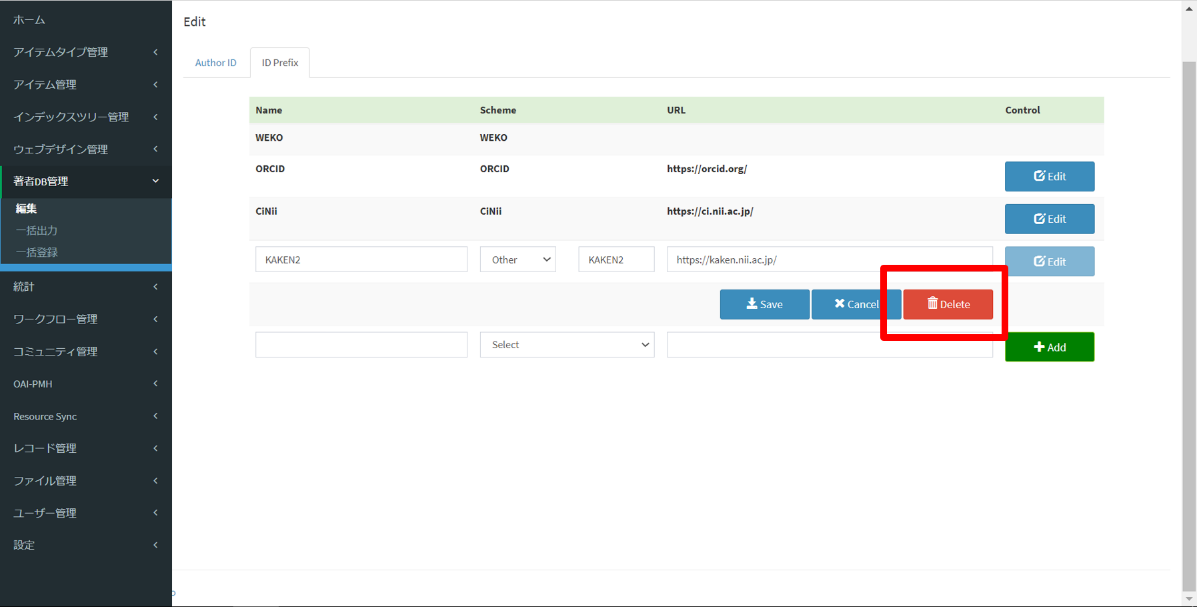 ホーム
アイテムタイプ管理
アイテム管理
インデックスツリー管理
ウェブデザイン管理
著者DB管理
編集
一括出力
一括登録
統計
ワークフロー管理
コミュニティ管理
OAI-PMH
Resource Sync
レコード管理
ファイル管理
ユーザー管理
設定
Edit
Author ID ID Prefix
Name Scheme URL Control
WEKO WEKO
ORCID ORCID https://orcid.org/ Edit
CiNii CiNii https://ci.nii.ac.jp/ Edit
KAKEN2 Other KAKEN2 https://kaken.nii.ac.jp/ Edit
Save Cancel Delete
Select Add